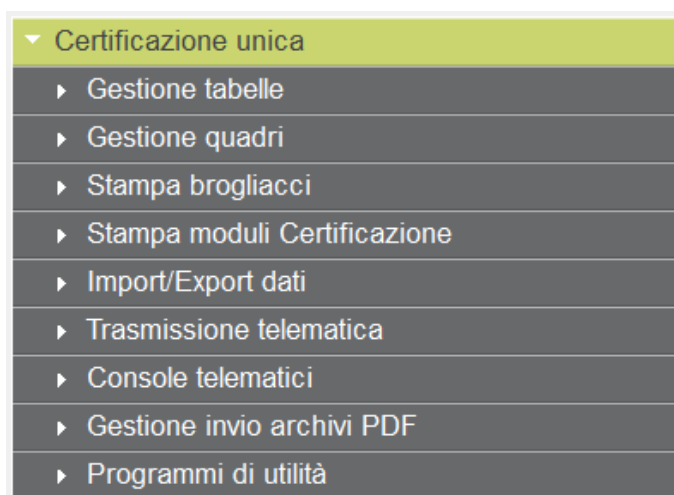 Certificazione unica
Gestione tabelle
Gestione quadri
Stampa brogliacci
Stampa moduli Certificazione
Import/Export dati
Trasmissione telematica
Console telematici
Gestione invio archivi PDF
Programmi di utilità